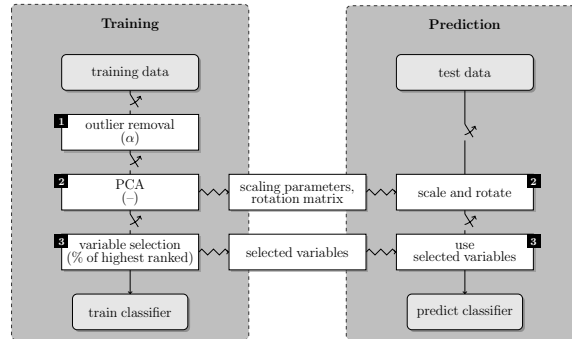 Training
Prediction
training data
test data
1
outlier removal
(α)
2
PCA
(–)
scaling parameters,
rotation matrix
scale and rotate
2
3
variable selection
(% of highest ranked)
selected variables
use
selected variables
3
train classifier
predict classifier